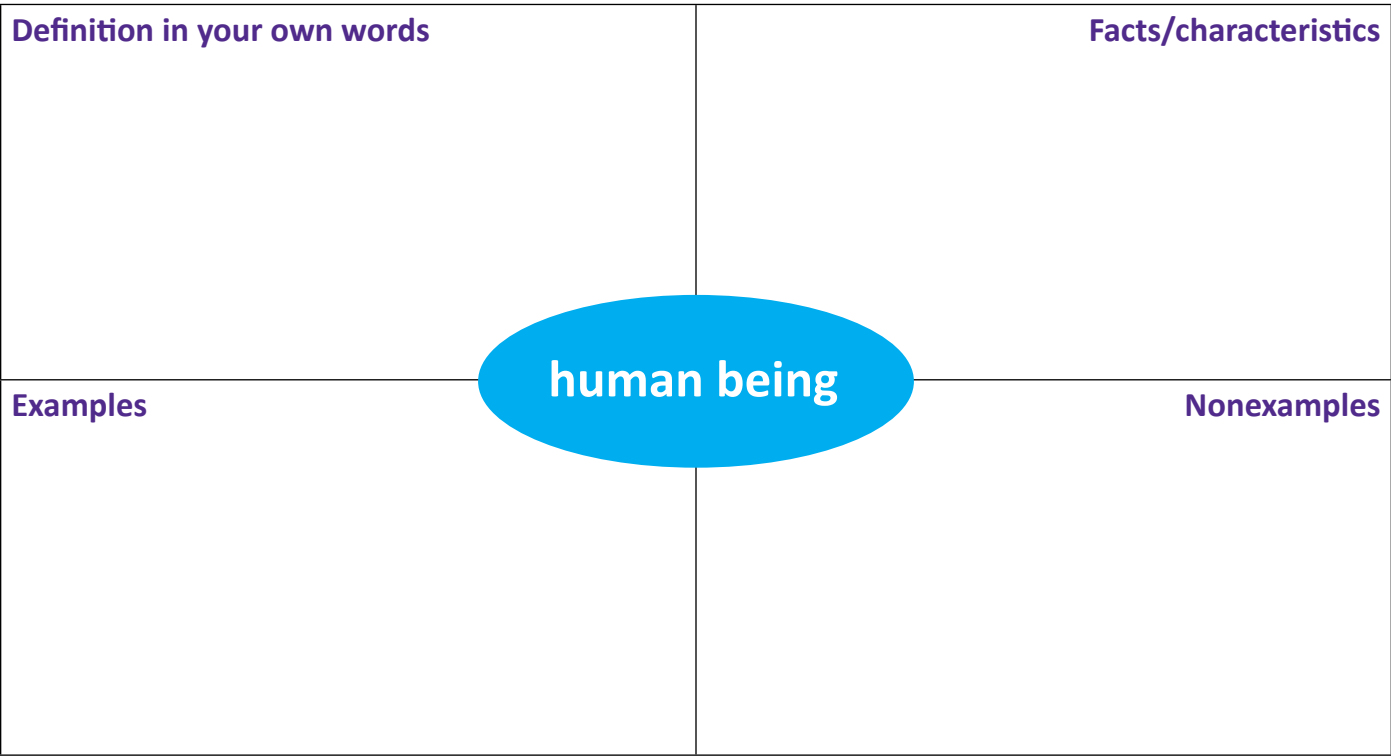 Definition in your own words
Facts/characteristics
human being
Examples
Nonexamples